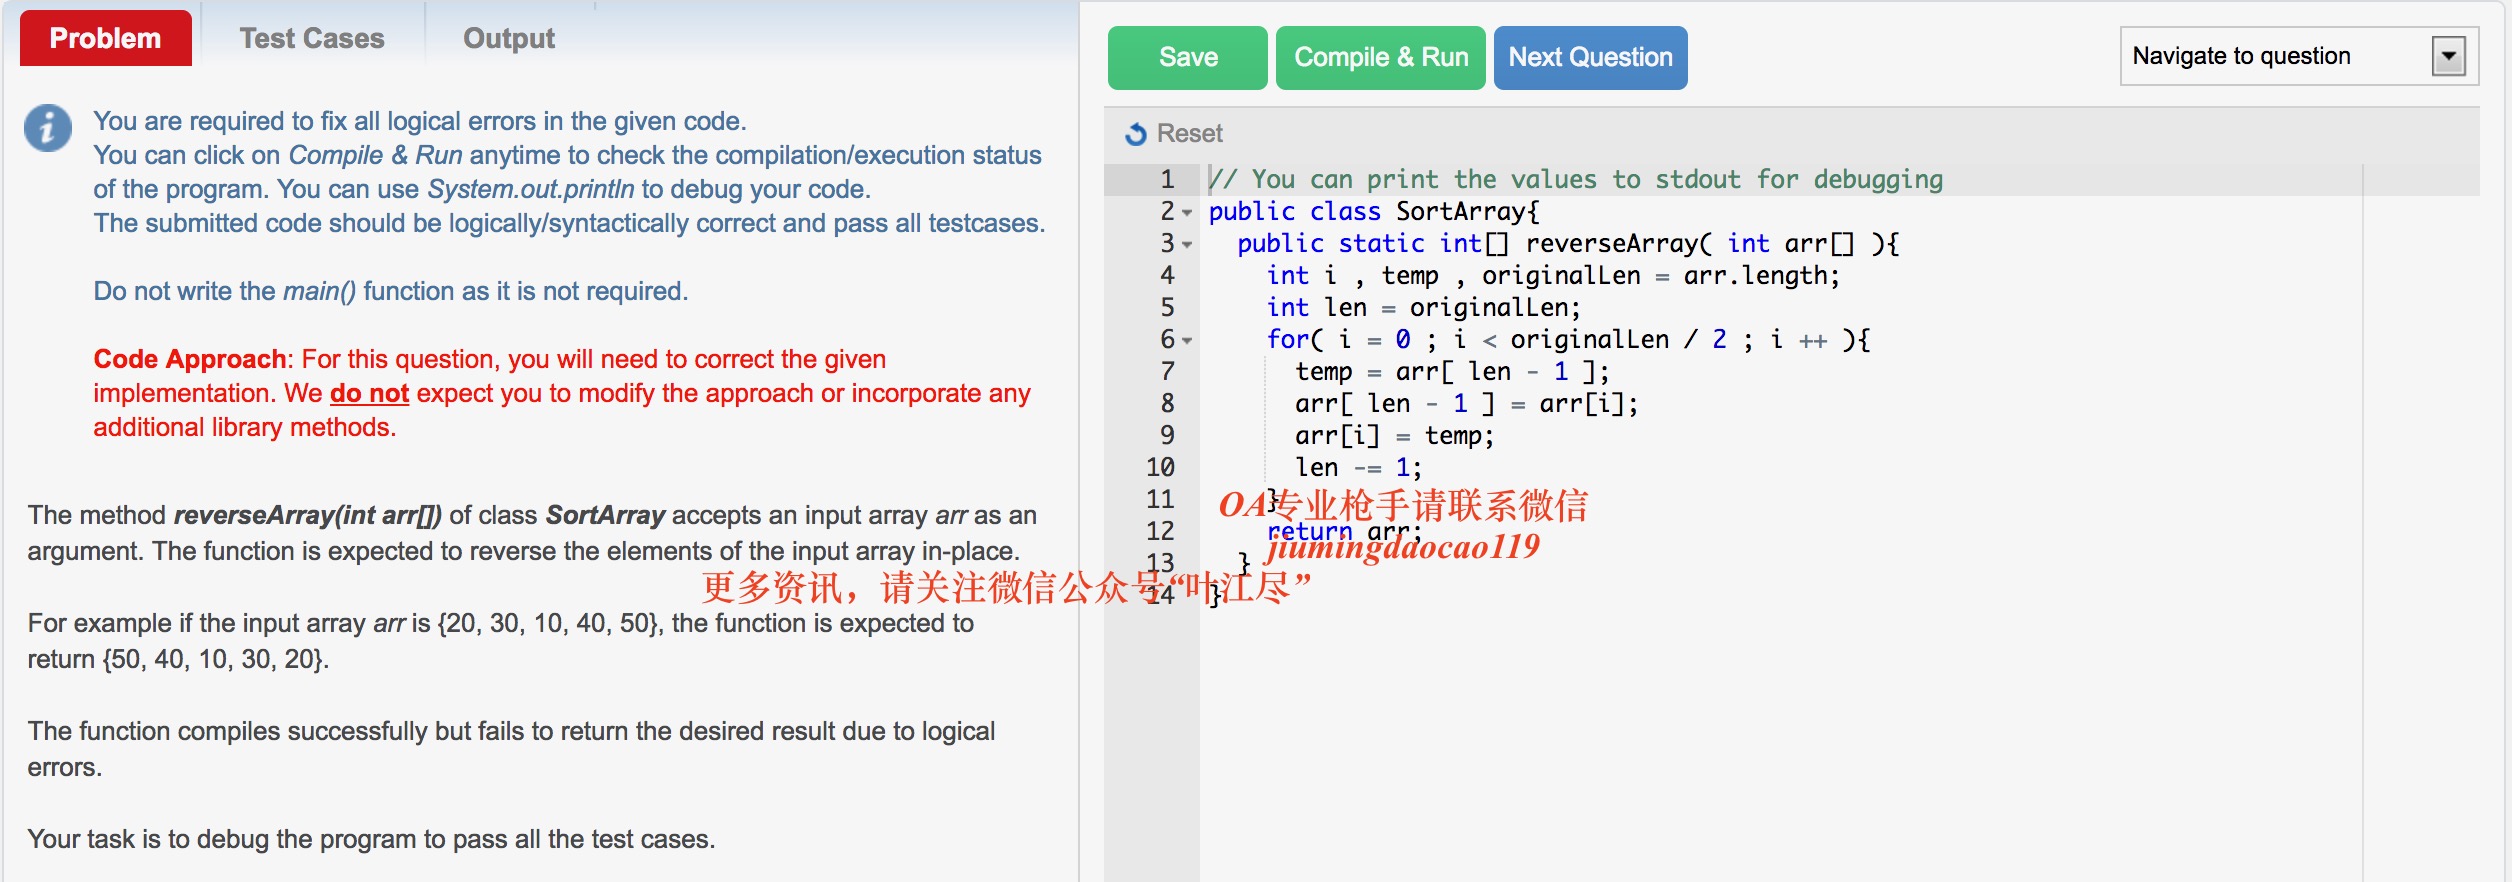 Problem
Test Cases
Output
You are required to fix all logical errors in the given code.
You can click on Compile & Run anytime to check the compilation/execution status
of the program. You can use System.out.println to debug your code.
The submitted code should be logically/syntactically correct and pass all testcases.
Do not write the main() function as it is not required.
Code Approach: For this question, you will need to correct the given
implementation. We do not expect you to modify the approach or incorporate any
additional library methods.
The method reverseArray(int arr[]) of class SortArray accepts an input array arr as an
argument. The function is expected to reverse the elements of the input array in-place.
For example if the input array arr is {20, 30, 10, 40, 50}, the function is expected to
return {50, 40, 10, 30, 20}.
The function compiles successfully but fails to return the desired result due to logical
errors.
Your task is to debug the program to pass all the test cases.
Save
Compile & Run
Next Question
Navigate to question
Reset
1 // You can print the values to stdout for debugging
2 public class SortArray{
3 public static int[] reverseArray( int arr[] ){
4 int i , temp , originalLen = arr.length;
5 int len = originalLen;
6 for( i = 0 ; i < originalLen / 2 ; i ++ ){
7 temp = arr[ len - 1 ];
8 arr[ len - 1 ] = arr[i];
9 arr[i] = temp;
10 len -= 1;
11 }
12 return arr;
13 }
14 }
OA专业枪手请联系微信
jiumingdaocao119
更多资讯，请关注微信公众号“叶江尽”